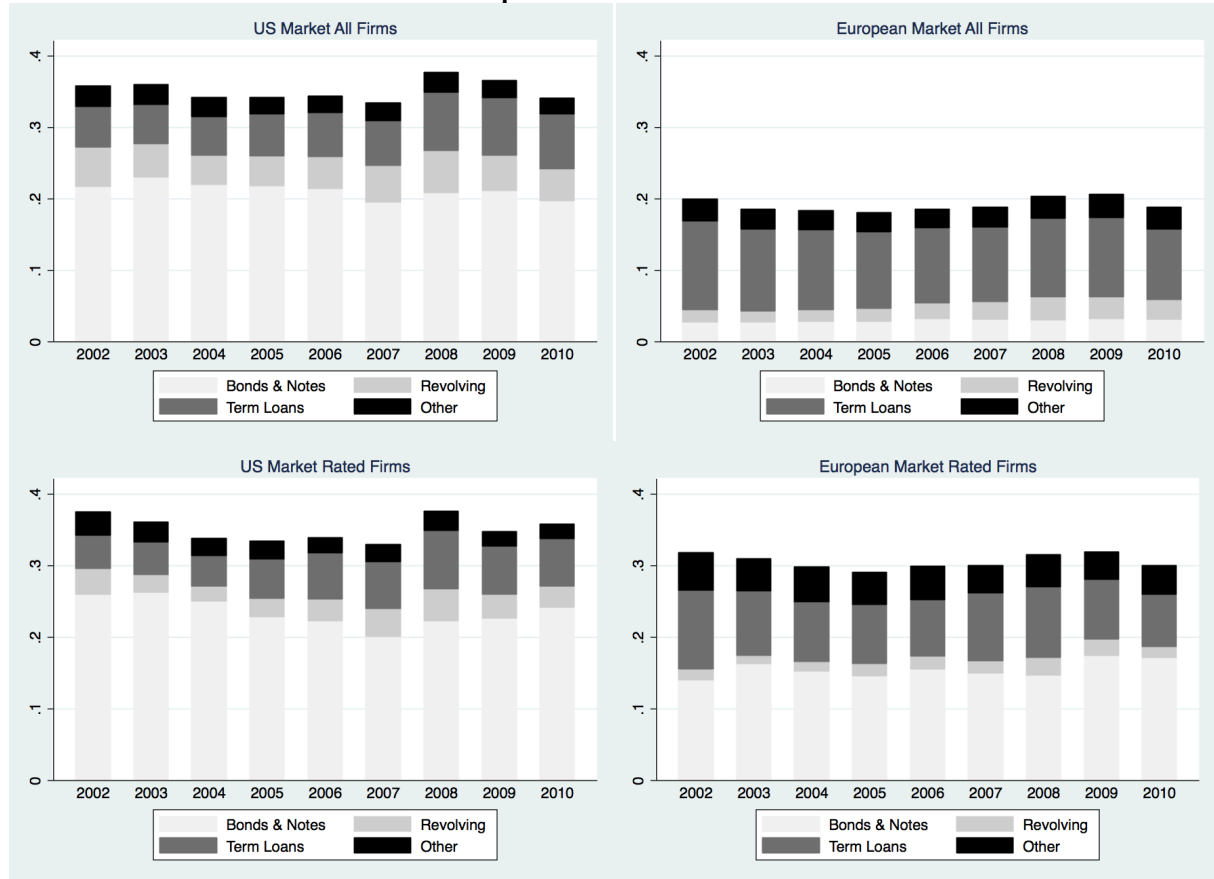 US Market All Firms
.4
.3
.2
.1
0
2002 2003 2004 2005 2006 2007 2008 2009 2010
Bonds & Notes Revolving
Term Loans Other
European Market All Firms
.4
.3
.2
.1
0
2002 2003 2004 2005 2006 2007 2008 2009 2010
Bonds & Notes Revolving
Term Loans Other
US Market Rated Firms
.4
.3
.2
.1
0
2002 2003 2004 2005 2006 2007 2008 2009 2010
Bonds & Notes Revolving
Term Loans Other
European Market Rated Firms
.4
.3
.2
.1
0
2002 2003 2004 2005 2006 2007 2008 2009 2010
Bonds & Notes Revolving
Term Loans Other